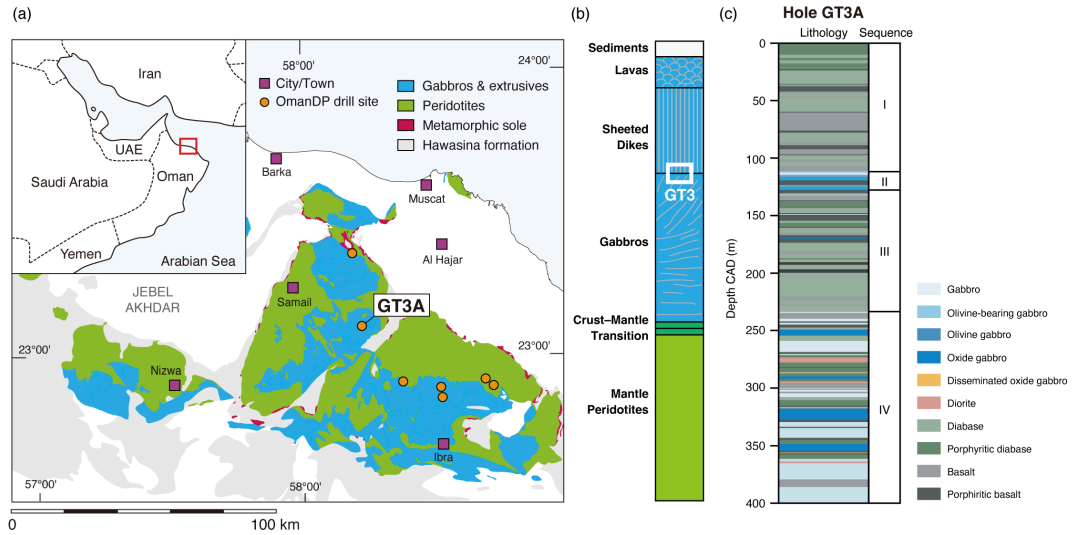 (a)
58°00'
24°00'
Iran
UAE
Oman
Saudi Arabia
Yemen
Arabian Sea
City/Town
OmanDP drill site
Gabbros & extrusives
Peridotites
Metamorphic sole
Hawasina formation
Barka
Muscat
Al Hajar
JEBEL
AKHDAR
Samail
GT3A
23°00'
23°00'
Nizwa
Ibra
57°00'
58°00'
0
100 km
(b)
Sediments
Lavas
Sheeted
Dikes
GT3
Gabbros
Crust–Mantle
Transition
Mantle
Peridotites
(c)
Hole GT3A
Lithology
Sequence
Depth CAD (m)
0
50
100
150
200
250
300
350
400
I
II
III
IV
Gabbro
Olivine-bearing gabbro
Olivine gabbro
Oxide gabbro
Disseminated oxide gabbro
Diorite
Diabase
Porphyritic diabase
Basalt
Porphiritic basalt